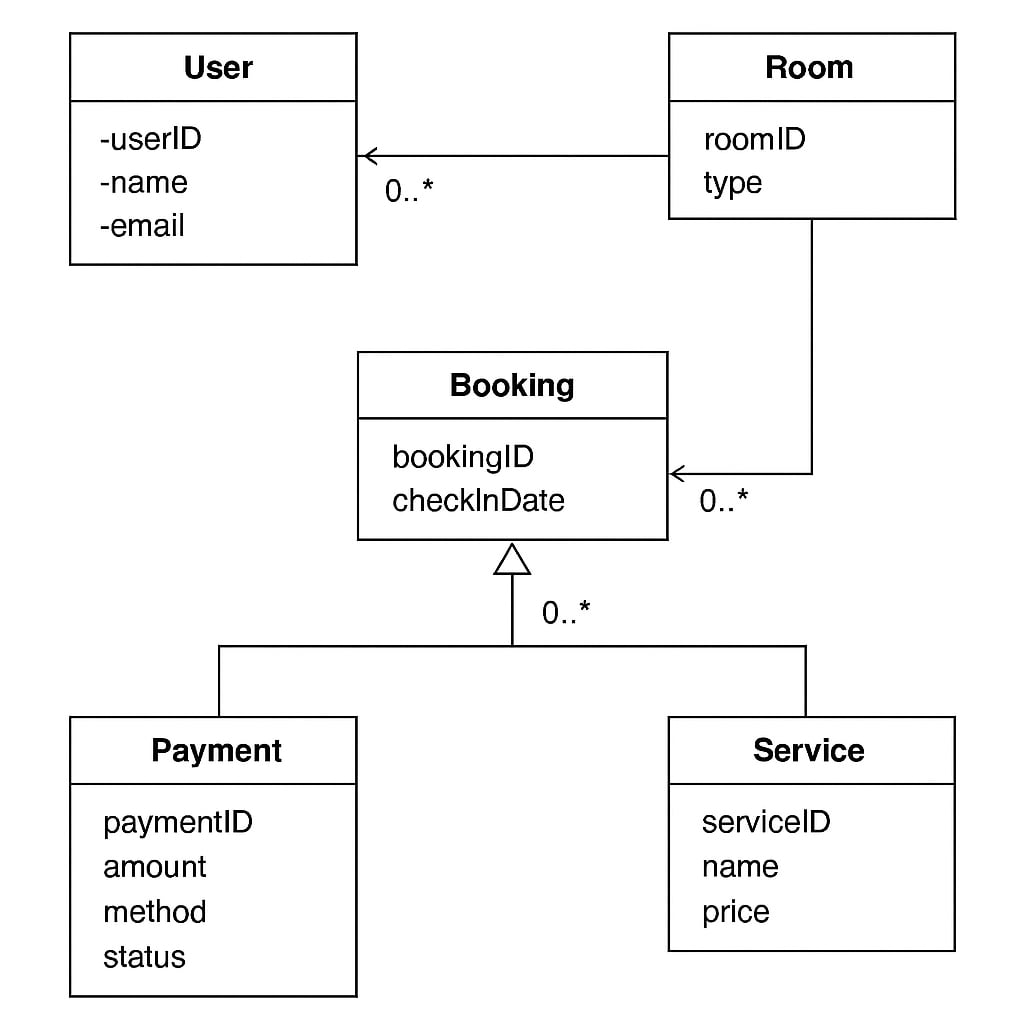 User
-userID
-name
-email
0..*
Room
roomID
type
Booking
bookingID
checkInDate
0..*
0..*
Payment
paymentID
amount
method
status
Service
serviceID
name
price